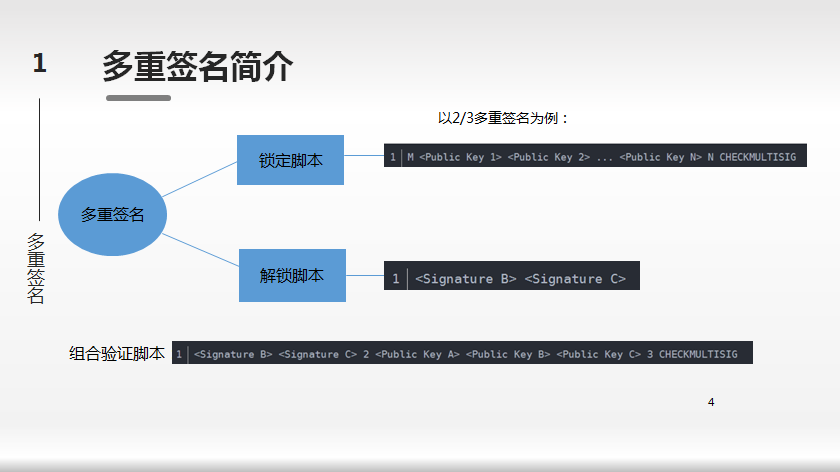 1
多重签名简介
多重签名
以2/3多重签名为例：
锁定脚本
1 M <Public Key 1> <Public Key 2> ... <Public Key N> N CHECKMULTISIG
多重签名
解锁脚本
1 <Signature B> <Signature C>
组合验证脚本
1 <Signature B> <Signature C> 2 <Public Key A> <Public Key B> <Public Key C> 3 CHECKMULTISIG
4